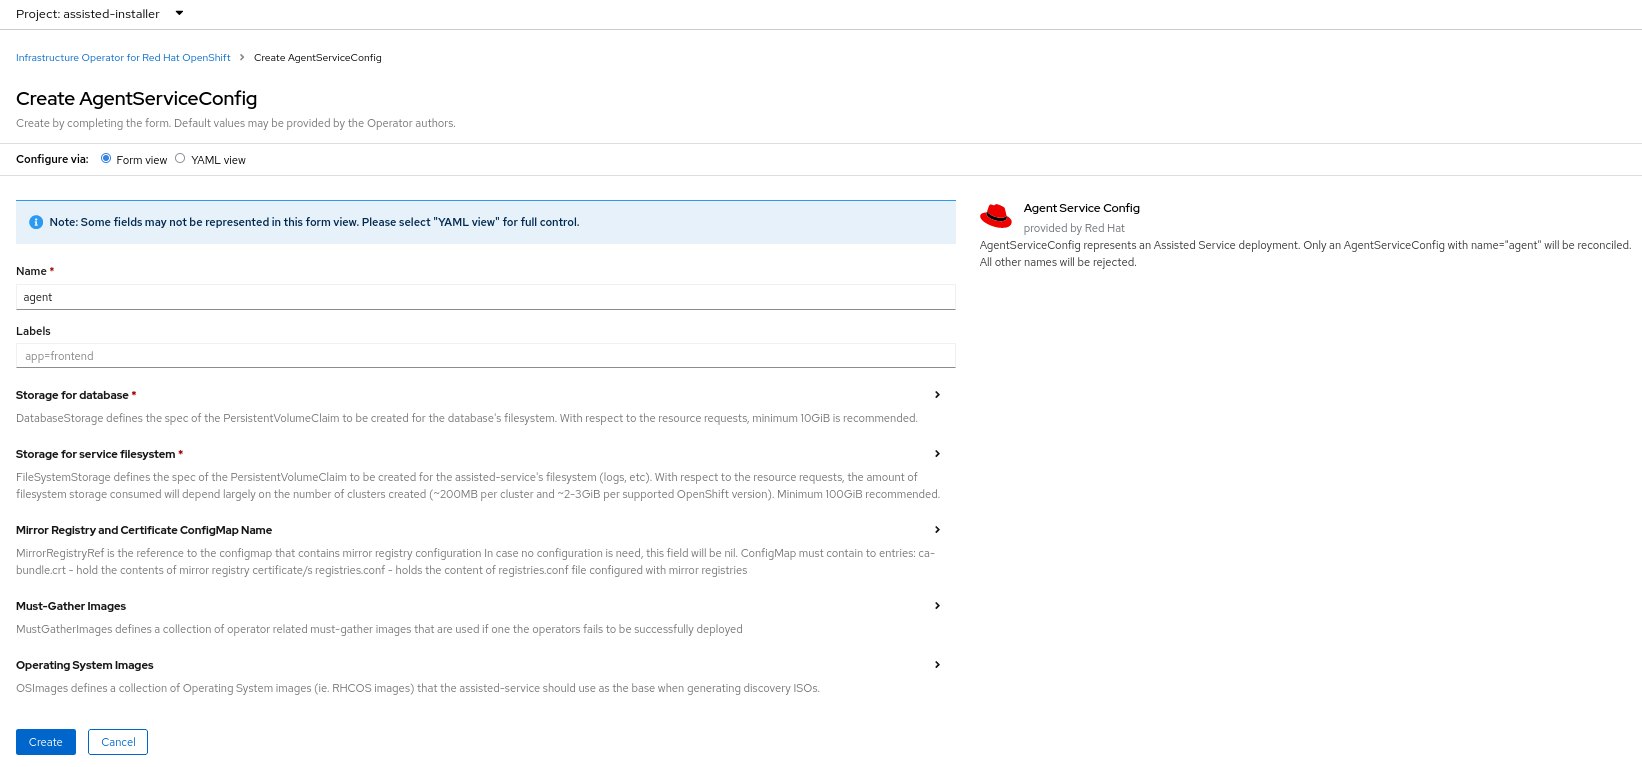 Project: assisted-installer
Infrastructure Operator for Red Hat OpenShift > Create AgentServiceConfig
Create AgentServiceConfig
Create by completing the form. Default values may be provided by the Operator authors.
Configure via: Form view YAML view
Note: Some fields may not be represented in this form view. Please select "YAML view" for full control.
Name *
agent
Labels
app=frontend
Storage for database *
DatabaseStorage defines the spec of the PersistentVolumeClaim to be created for the database's filesystem. With respect to the resource requests, minimum 10GiB is recommended.
Storage for service filesystem *
FileSystemStorage defines the spec of the PersistentVolumeClaim to be created for the assisted-service's filesystem (logs, etc). With respect to the resource requests, the amount of
filesystem storage consumed will depend largely on the number of clusters created (~200MB per cluster and ~2-3GiB per supported OpenShift version). Minimum 100GiB recommended.
Mirror Registry and Certificate ConfigMap Name
MirrorRegistryRef is the reference to the configmap that contains mirror registry configuration In case no configuration is need, this field will be nil. ConfigMap must contain to entries: ca-
bundle.crt - hold the contents of mirror registry certificate/s registries.conf - holds the content of registries.conf file configured with mirror registries
Must-Gather Images
MustGatherImages defines a collection of operator related must-gather images that are used if one the operators fails to be successfully deployed
Operating System Images
OSImages defines a collection of Operating System images (ie. RHCOS images) that the assisted-service should use as the base when generating discovery ISOs.
Create Cancel
Agent Service Config
provided by Red Hat
AgentServiceConfig represents an Assisted Service deployment. Only an AgentServiceConfig with name="agent" will be reconciled.
All other names will be rejected.